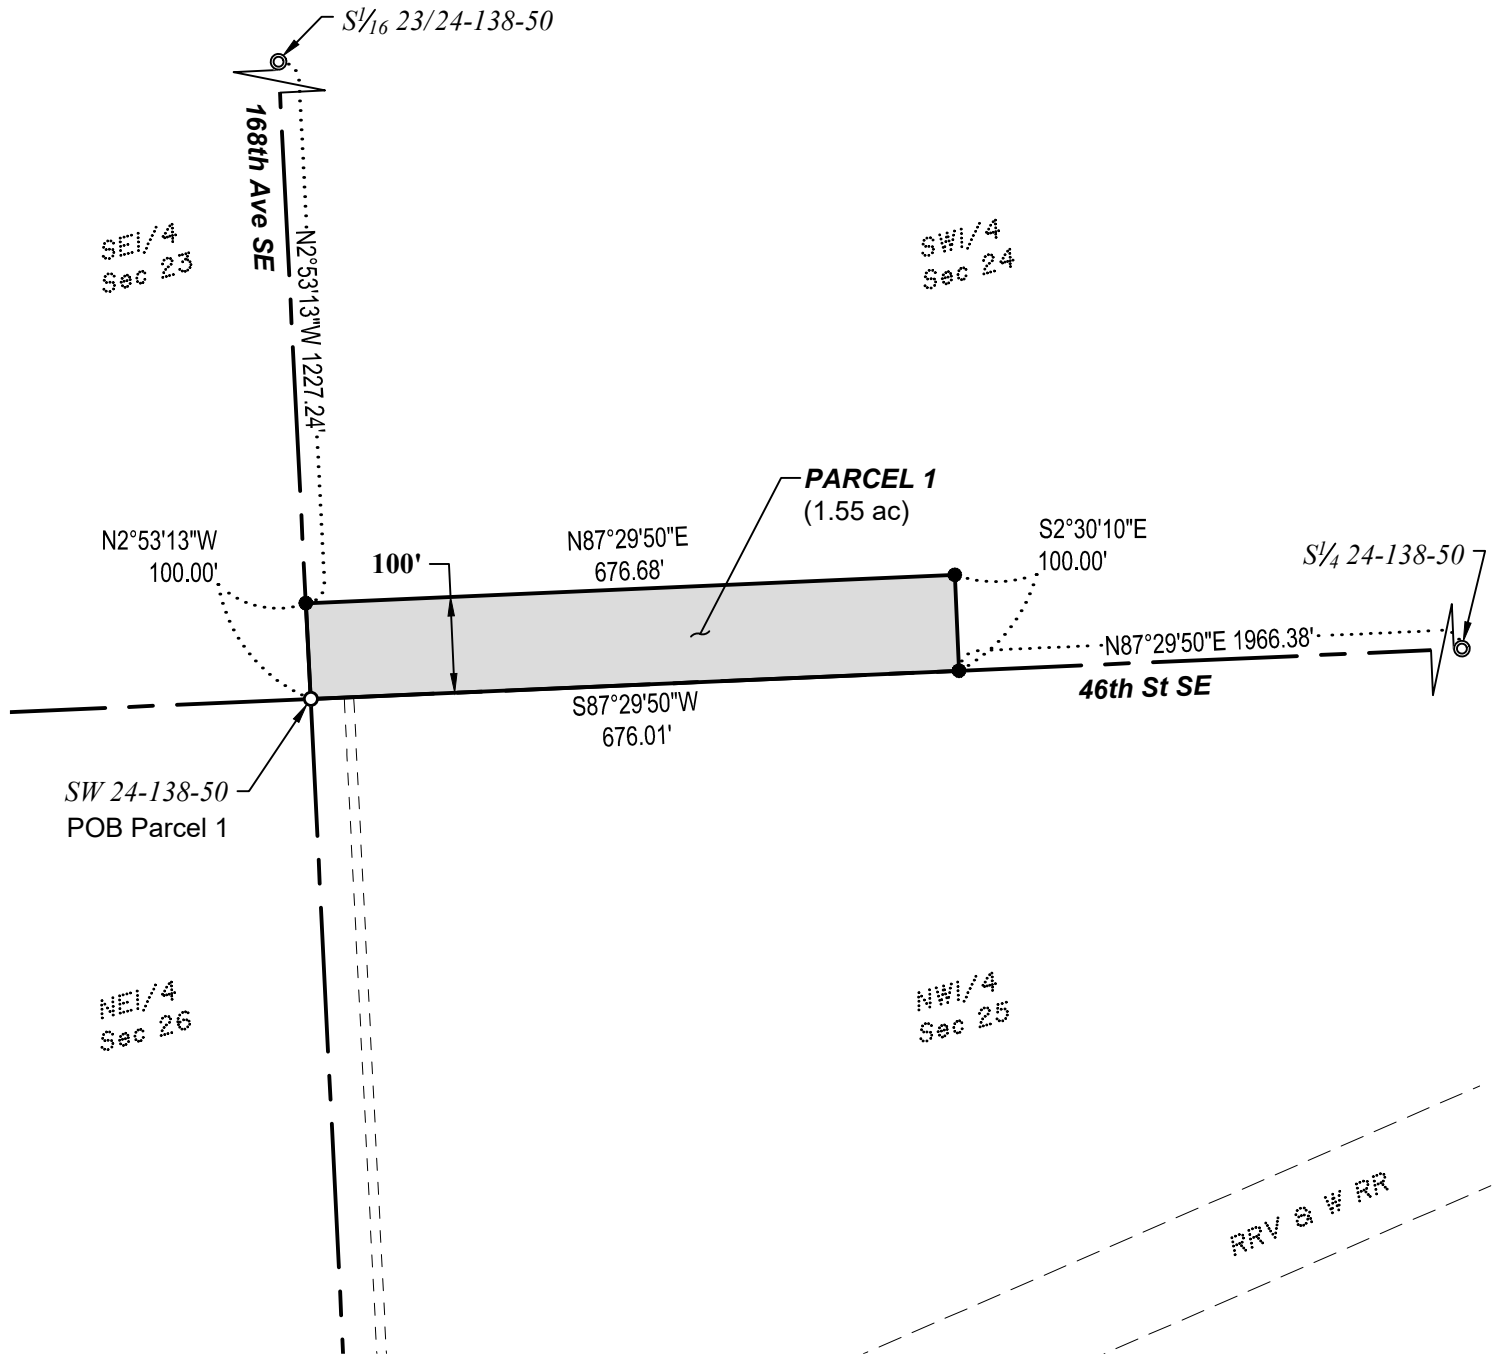 S1/16 23/24-138-50
168th Ave SE
N2°53'13"W 1227.24'
SE1/4
Sec 23
SW1/4
Sec 24
PARCEL 1
(1.55 ac)
N2°53'13"W
100.00'
100'
N87°29'50"E
676.68'
S2°30'10"E
100.00'
S1/4 24-138-50
N87°29'50"E 1966.38'
46th St SE
S87°29'50"W
676.01'
SW 24-138-50
POB Parcel 1
NE1/4
Sec 26
NW1/4
Sec 25
RRV & W RR